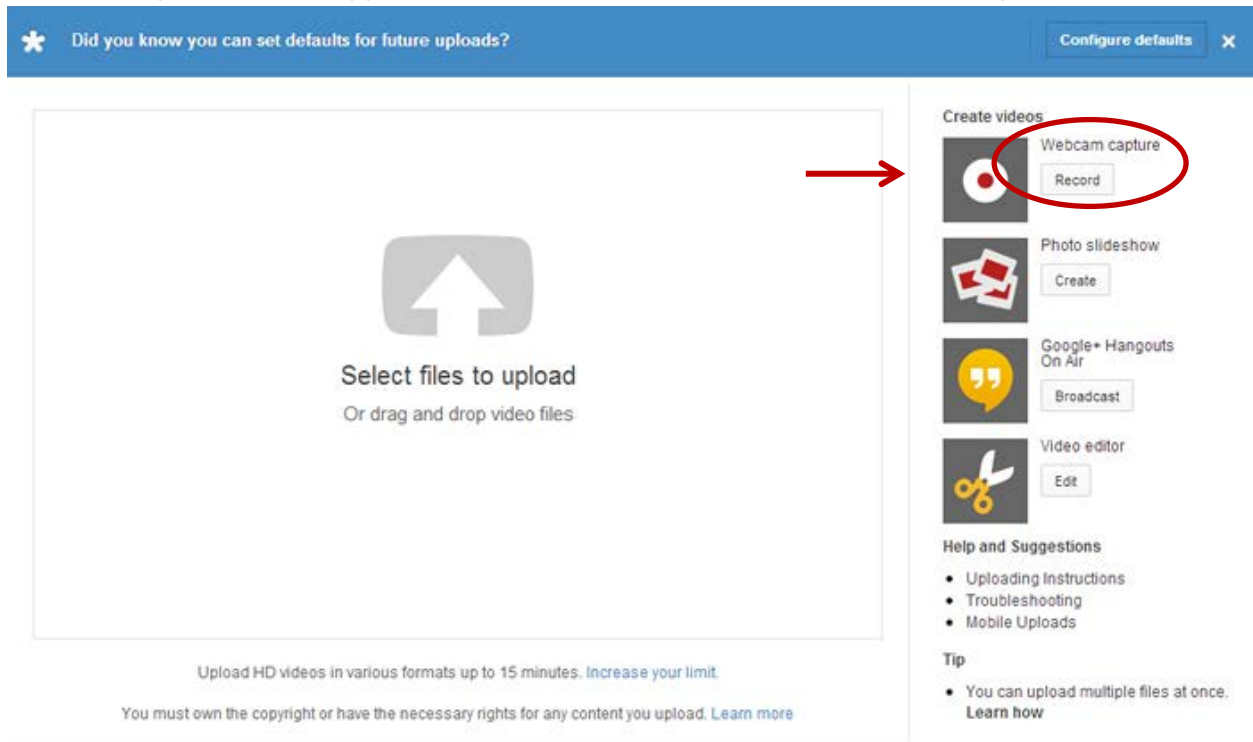 Did you know you can set defaults for future uploads?
Configure defaults
Select files to upload
Or drag and drop video files
Upload HD videos in various formats up to 15 minutes. Increase your limit.
You must own the copyright or have the necessary rights for any content you upload. Learn more
Create videos
Webcam capture
Record
Photo slideshow
Create
Google+ Hangouts
On Air
Broadcast
Video editor
Edit
Help and Suggestions
• Uploading Instructions
• Troubleshooting
• Mobile Uploads
Tip
• You can upload multiple files at once.
Learn how